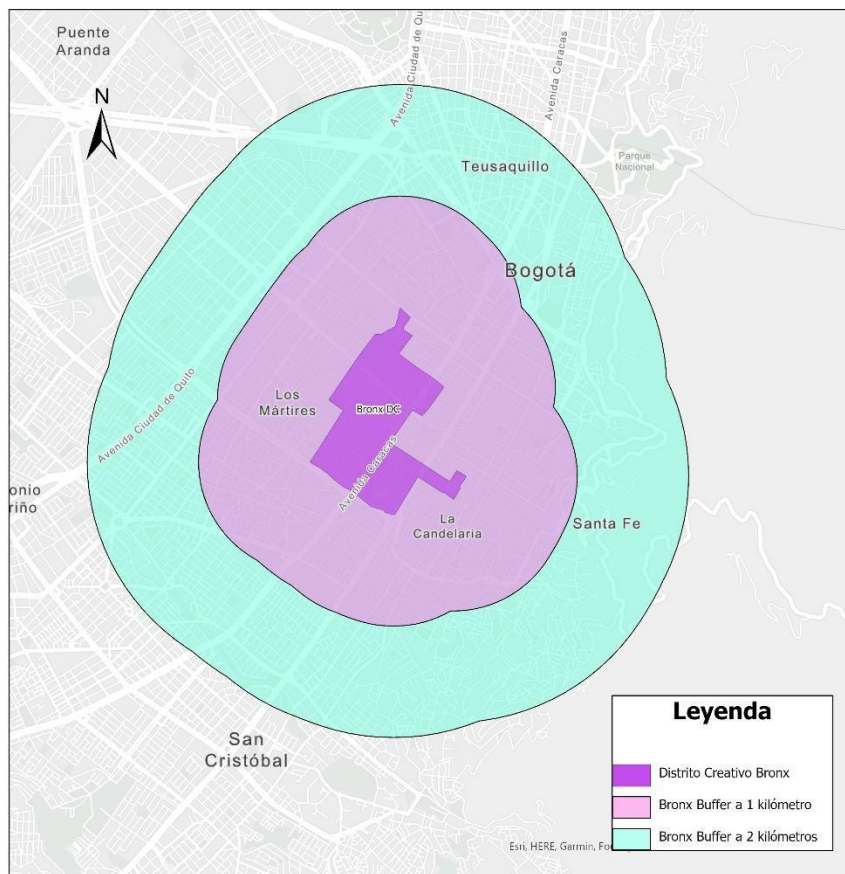 Puente
Aranda
N
Avenida Ciudad de Qu
Avenida Caracas
Teusaquillo
Parque
Nacional
Bogotá
Los
Mártires
Bronx DC
Avenida Ciudad de Quito
Avenida Caracas
onio
riño
La
Candelaria
Santa Fe
San
Cristóbal
Leyenda
Distrito Creativo Bronx
Bronx Buffer a 1 kilómetro
Bronx Buffer a 2 kilómetros
Esri, HERE, Garmin,